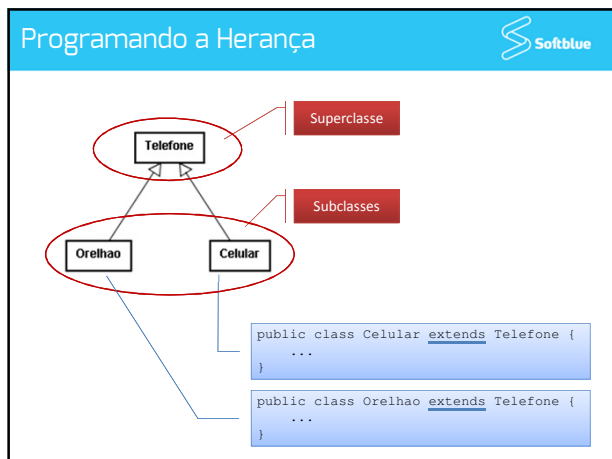 Programando a Herança
Softblue
Superclasse
Telefone
Subclasses
Orelhao
Celular
public class Celular extends Telefone {
...
}
public class Orelhao extends Telefone {
...
}